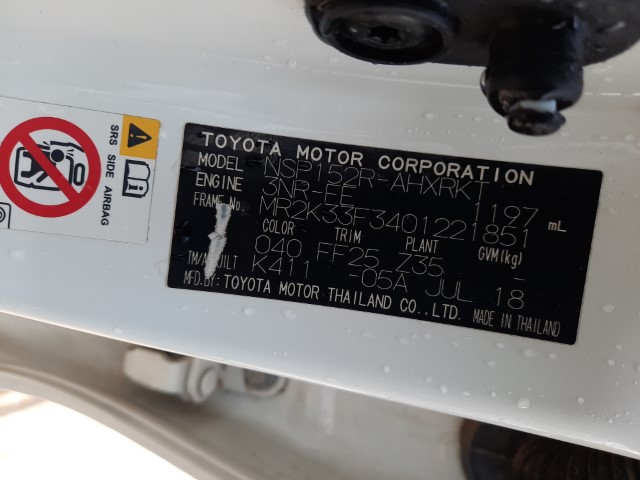 SRS SIDE AIRBAG
TOYOTA MOTOR CORPORATION
MODEL NSP152R-AHXRKT
ENGINE 3NR-FE 1197 mL
FRAME No. MR2K33F3401221851
COLOR TRIM PLANT GVM(kg)
040 FF25 Z35 -
TM/A BUILT K411 -05A JUL 18
MFD.BY: TOYOTA MOTOR THAILAND CO.,LTD. MADE IN THAILAND